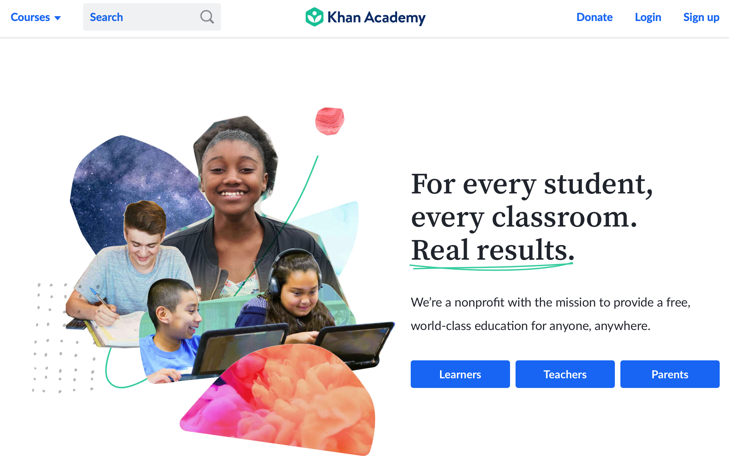 Courses
Search
Khan Academy
Donate
Login
Sign up
For every student,
every classroom.
Real results.
We’re a nonprofit with the mission to provide a free,
world-class education for anyone, anywhere.
Learners
Teachers
Parents